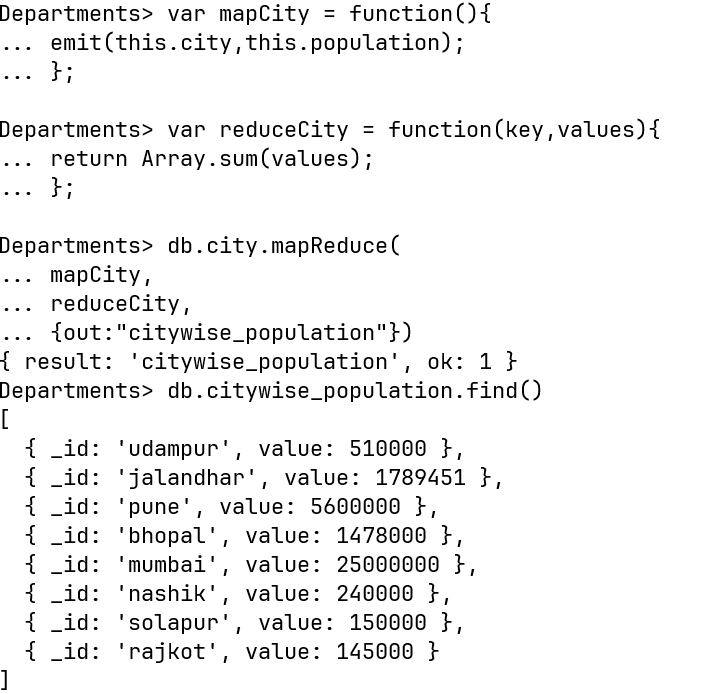 Departments> var mapCity = function(){
... emit(this.city,this.population);
... };
Departments> var reduceCity = function(key,values){
... return Array.sum(values);
... };
Departments> db.city.mapReduce(
... mapCity,
... reduceCity,
... {out:"citywise_population"})
{ result: 'citywise_population', ok: 1 }
Departments> db.citywise_population.find()
[
  { _id: 'udampur', value: 510000 },
  { _id: 'jalandhar', value: 1789451 },
  { _id: 'pune', value: 5600000 },
  { _id: 'bhopal', value: 1478000 },
  { _id: 'mumbai', value: 25000000 },
  { _id: 'nashik', value: 240000 },
  { _id: 'solapur', value: 150000 },
  { _id: 'rajkot', value: 145000 }
]